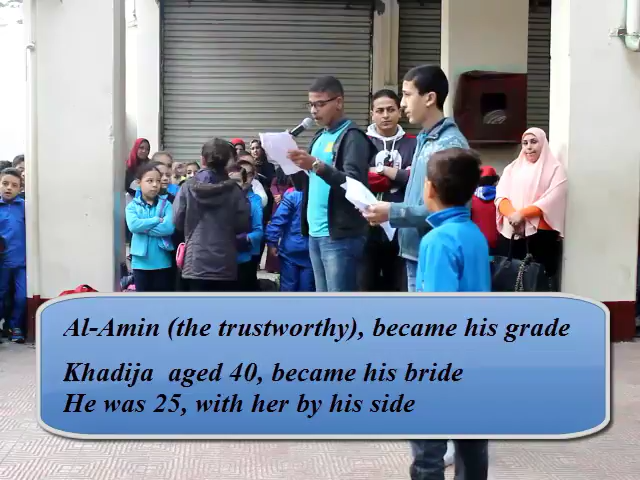 Al-Amin (the trustworthy), became his grade
Khadija aged 40, became his bride
He was 25, with her by his side